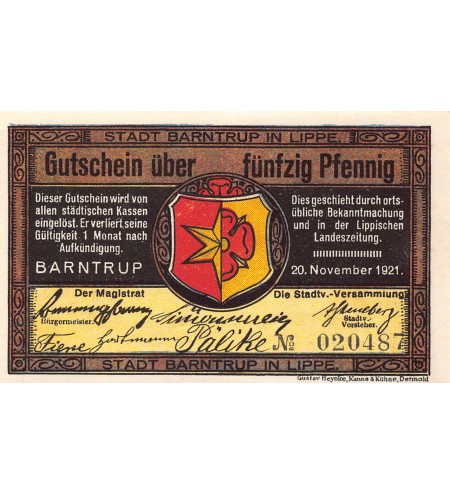 STADT BARNTRUP IN LIPPE.
Gutschein über fünfzig Pfennig
Dieser Gutschein wird von
allen städtischen Kassen
eingelöst. Er verliert seine
Gültigkeit 1 Monat nach
Aufkündigung.
BARNTRUP
Dies geschieht durch orts-
übliche Bekanntmachung
und in der Lippischen
Landeszeitung.
20. November 1921.
Der Magistrat
Die Stadtv.-Versammlung
Bürgermeister.
Stadtv.
Vorsteher.
Pälike
№ 020487
STADT BARNTRUP IN LIPPE.
Gustav Heynke, Kanne & Kühne, Detmold